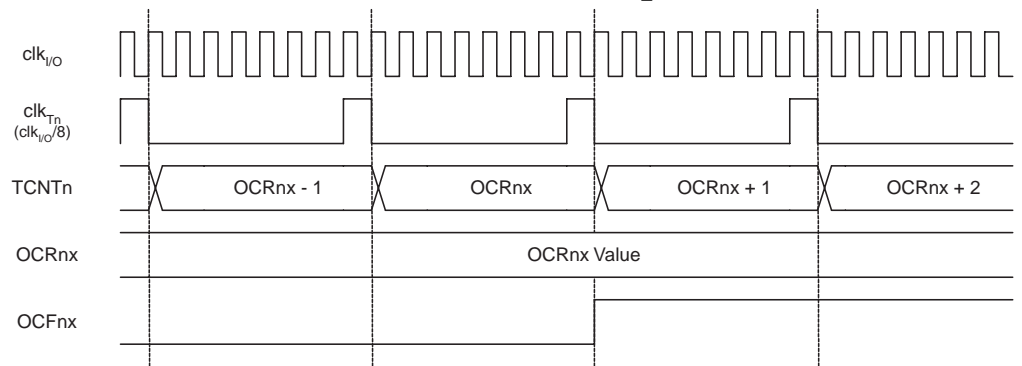 clkI/O
clkTn
(clkI/O/8)
TCNTn OCRnx - 1 OCRnx OCRnx + 1 OCRnx + 2
OCRnx OCRnx Value
OCFnx